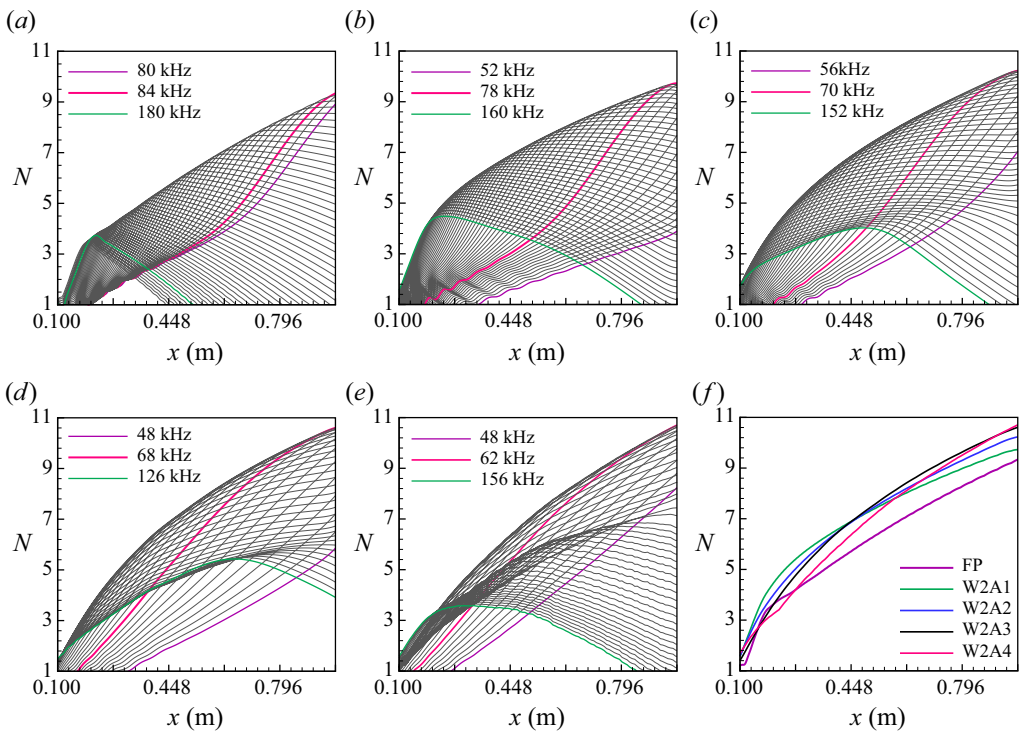 (a)
11
9
7
5
3
1
N
80 kHz
84 kHz
180 kHz
0.100 0.448 0.796
x (m)
(b)
11
9
7
5
3
1
N
52 kHz
78 kHz
160 kHz
0.100 0.448 0.796
x (m)
(c)
11
9
7
5
3
1
N
56kHz
70 kHz
152 kHz
0.100 0.448 0.796
x (m)
(d)
11
9
7
5
3
1
N
48 kHz
68 kHz
126 kHz
0.100 0.448 0.796
x (m)
(e)
11
9
7
5
3
1
N
48 kHz
62 kHz
156 kHz
0.100 0.448 0.796
x (m)
(f)
11
9
7
5
3
1
N
FP
W2A1
W2A2
W2A3
W2A4
0.100 0.448 0.796
x (m)